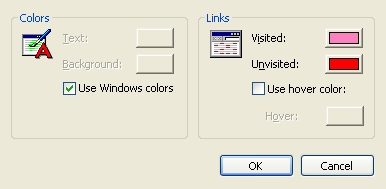 Colors
Text:
Background:
Use Windows colors
Links
Visited:
Unvisited:
Use hover color:
Hover:
OK
Cancel